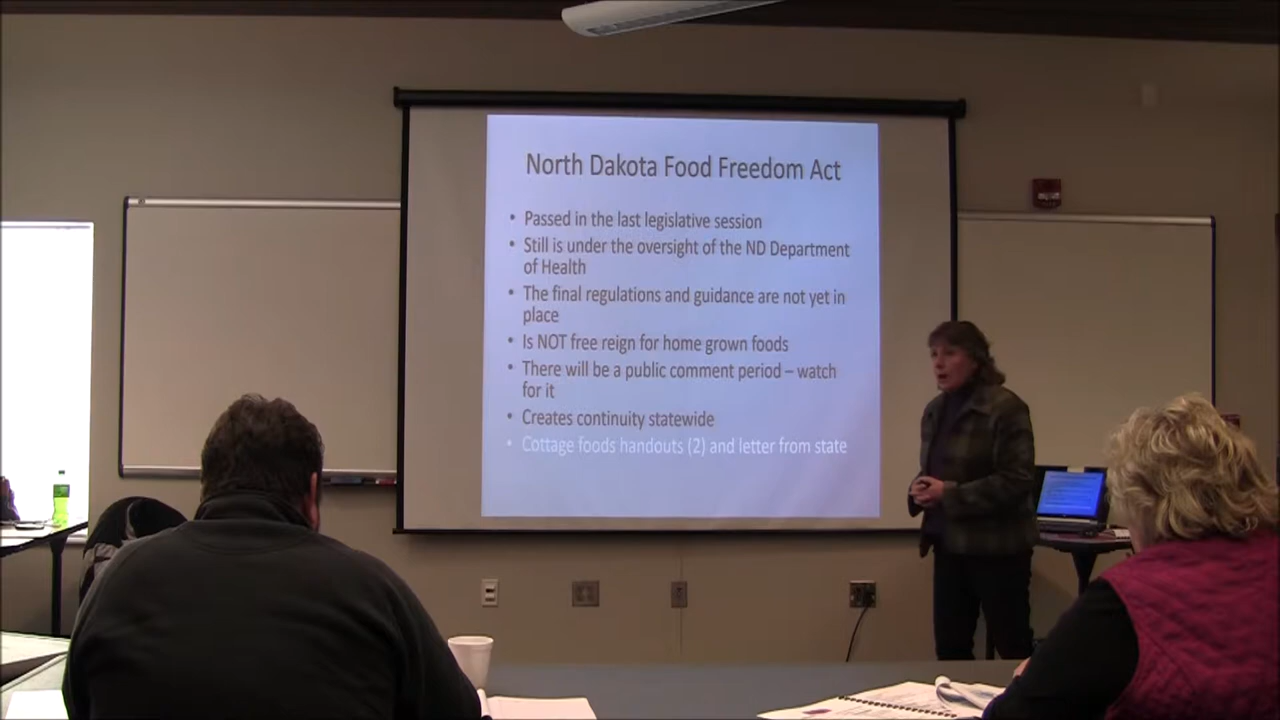 North Dakota Food Freedom Act
• Passed in the last legislative session
• Still is under the oversight of the ND Department
of Health
• The final regulations and guidance are not yet in
place
• Is NOT free reign for home grown foods
• There will be a public comment period – watch
for it
• Creates continuity statewide
• Cottage foods handouts (2) and letter from state